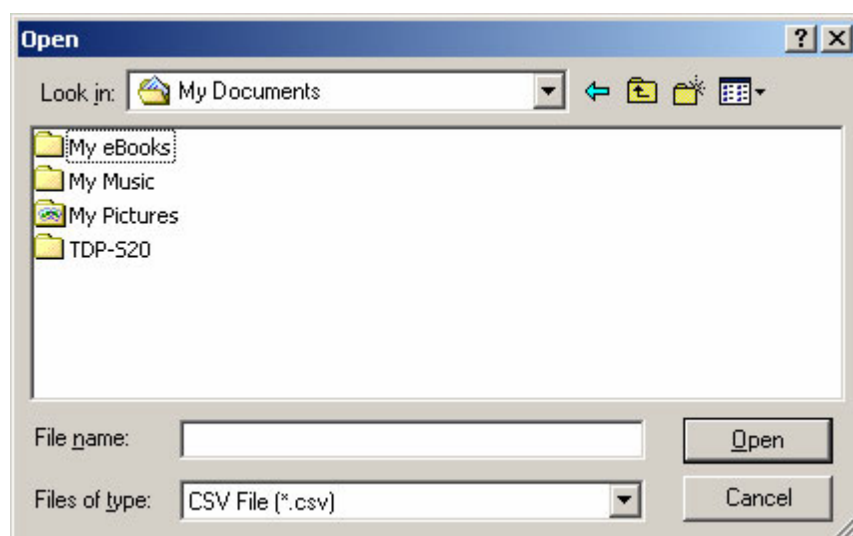 Open
Look in: My Documents
My eBooks
My Music
My Pictures
TDP-S20
File name: Open
Files of type: CSV File (*.csv) Cancel